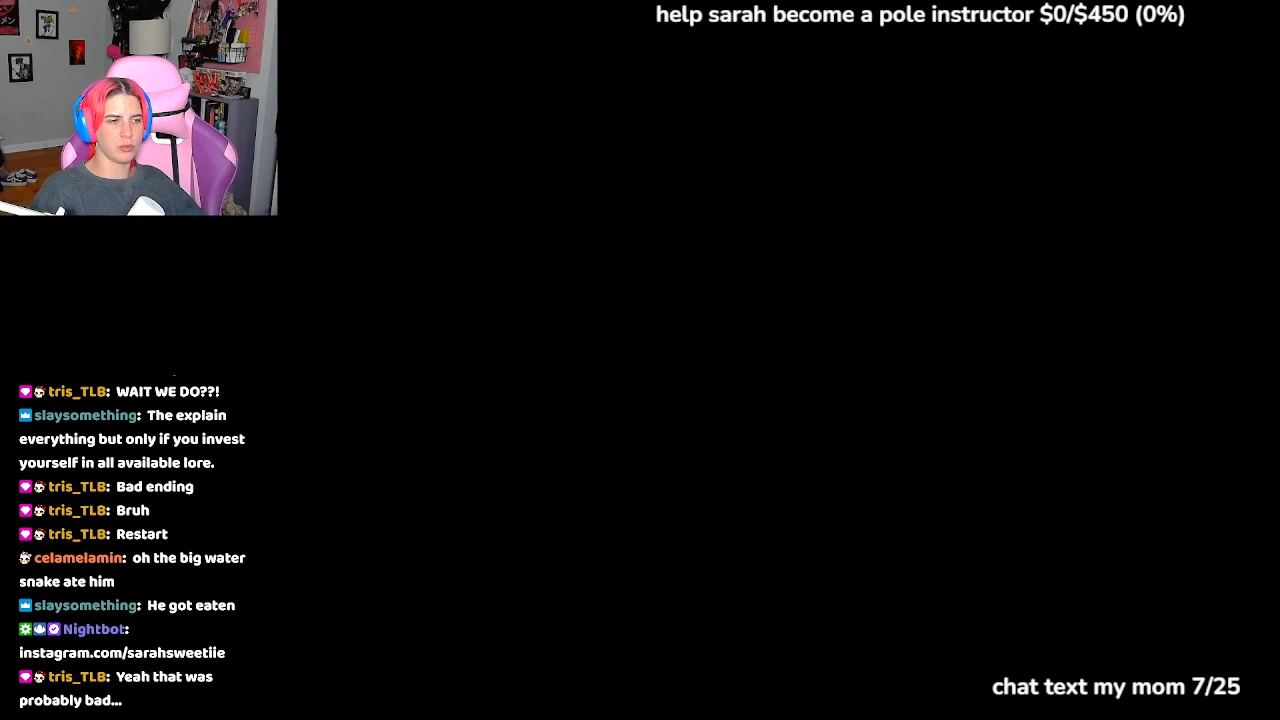 help sarah become a pole instructor $0/$450 (0%)
tris_TLB: WAIT WE DO??!
slaysomething: The explain
everything but only if you invest
yourself in all available lore.
tris_TLB: Bad ending
tris_TLB: Bruh
tris_TLB: Restart
celamelamin: oh the big water
snake ate him
slaysomething: He got eaten
Nightbot:
instagram.com/sarahsweetiie
tris_TLB: Yeah that was
probably bad...
chat text my mom 7/25